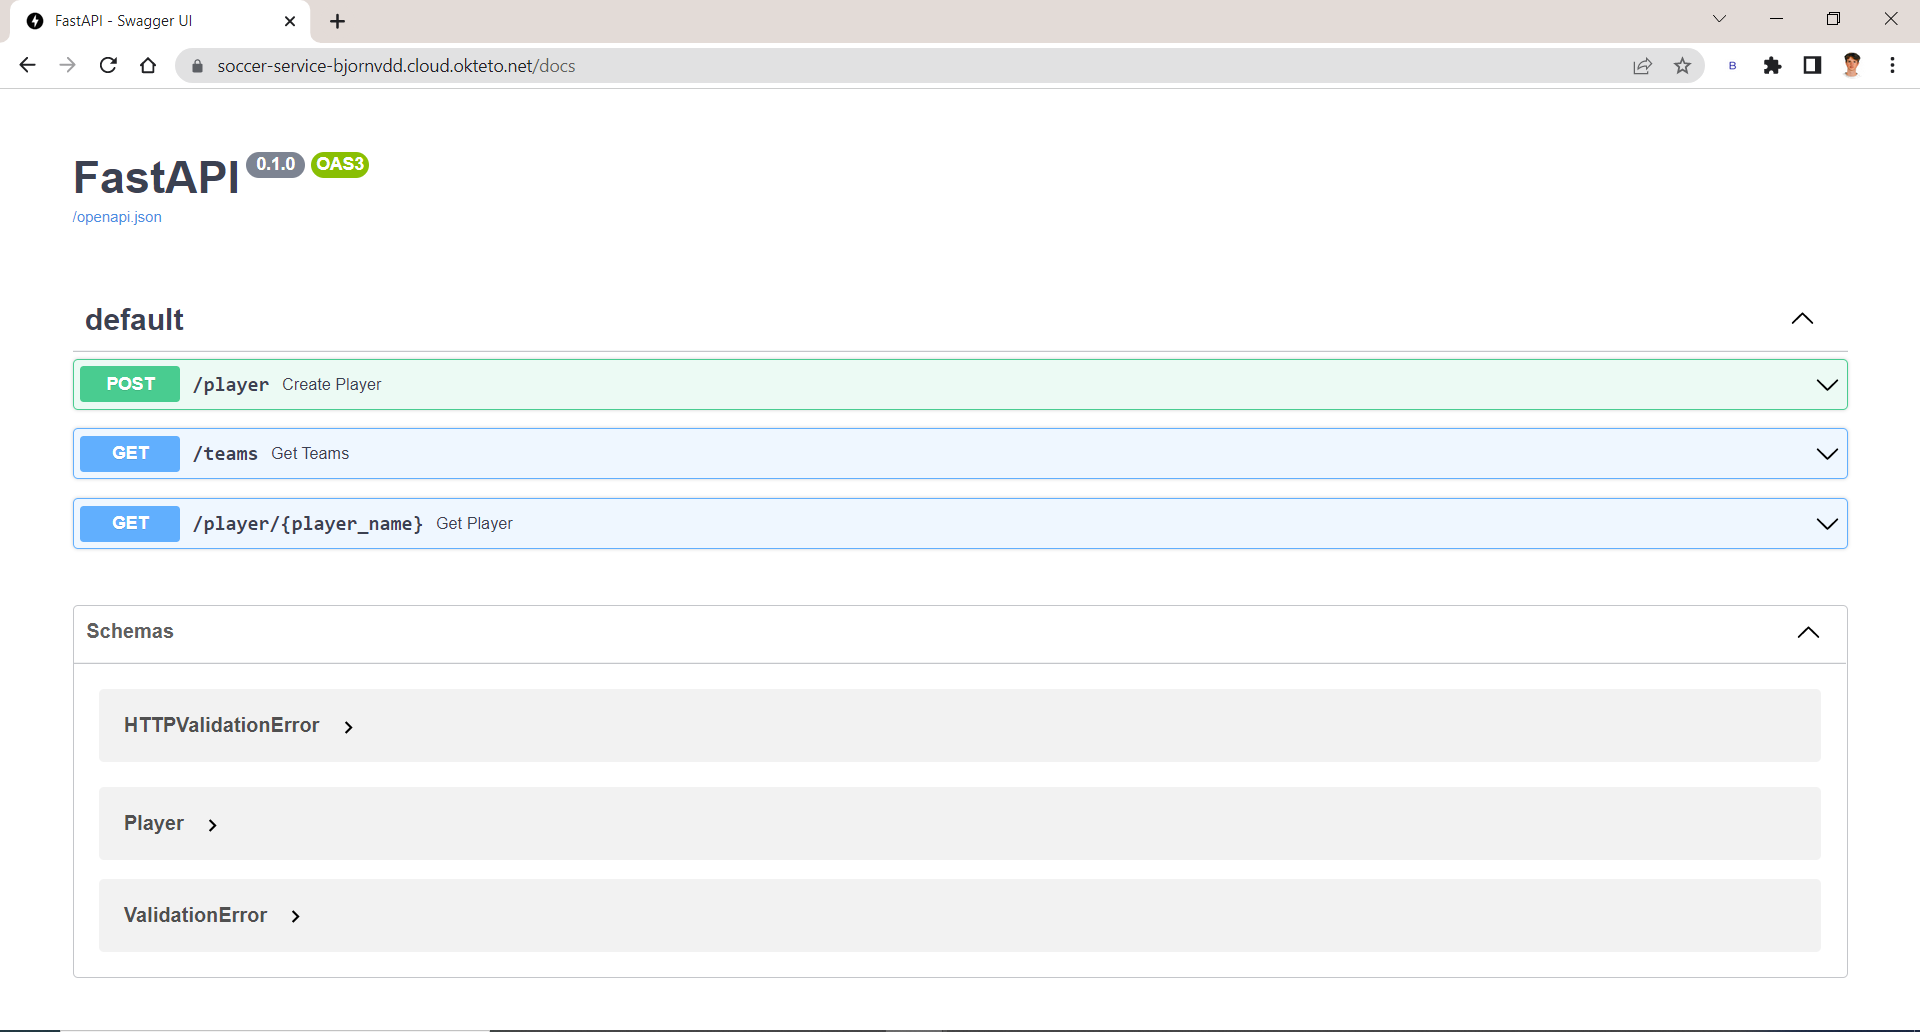 FastAPI - Swagger UI
soccer-service-bjornvdd.cloud.okteto.net/docs
B
FastAPI 0.1.0 OAS3
/openapi.json
default
POST /player Create Player
GET /teams Get Teams
GET /player/{player_name} Get Player
Schemas
HTTPValidationError
Player
ValidationError